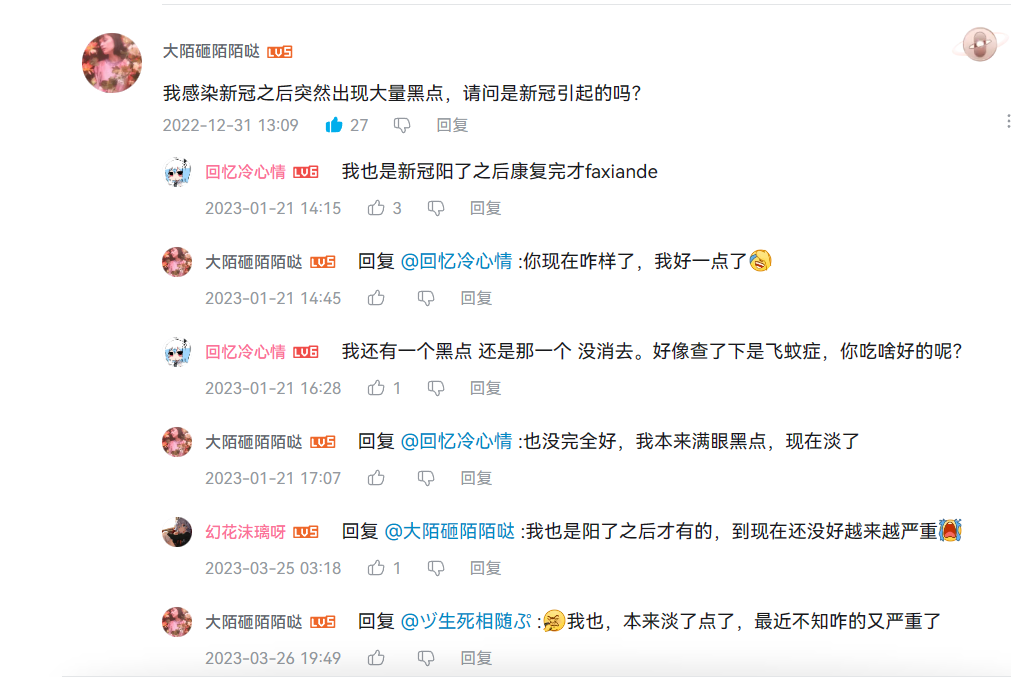 大陌砸陌陌哒 LV5
我感染新冠之后突然出现大量黑点，请问是新冠引起的吗？
2022-12-31 13:09 27 回复
回忆冷心情 LV6 我也是新冠阳了之后康复完才faxiande
2023-01-21 14:15 3 回复
大陌砸陌陌哒 LV5 回复 @回忆冷心情 :你现在咋样了，我好一点了
2023-01-21 14:45 回复
回忆冷心情 LV6 我还有一个黑点 还是那一个 没消去。好像查了下是飞蚊症，你吃啥好的呢？
2023-01-21 16:28 1 回复
大陌砸陌陌哒 LV5 回复 @回忆冷心情 :也没完全好，我本来满眼黑点，现在淡了
2023-01-21 17:07 回复
幻花沫璃呀 LV5 回复 @大陌砸陌陌哒 :我也是阳了之后才有的，到现在还没好越来越严重
2023-03-25 03:18 1 回复
大陌砸陌陌哒 LV5 回复 @ヅ生死相随ぷ :我也，本来淡了点了，最近不知咋的又严重了
2023-03-26 19:49 回复